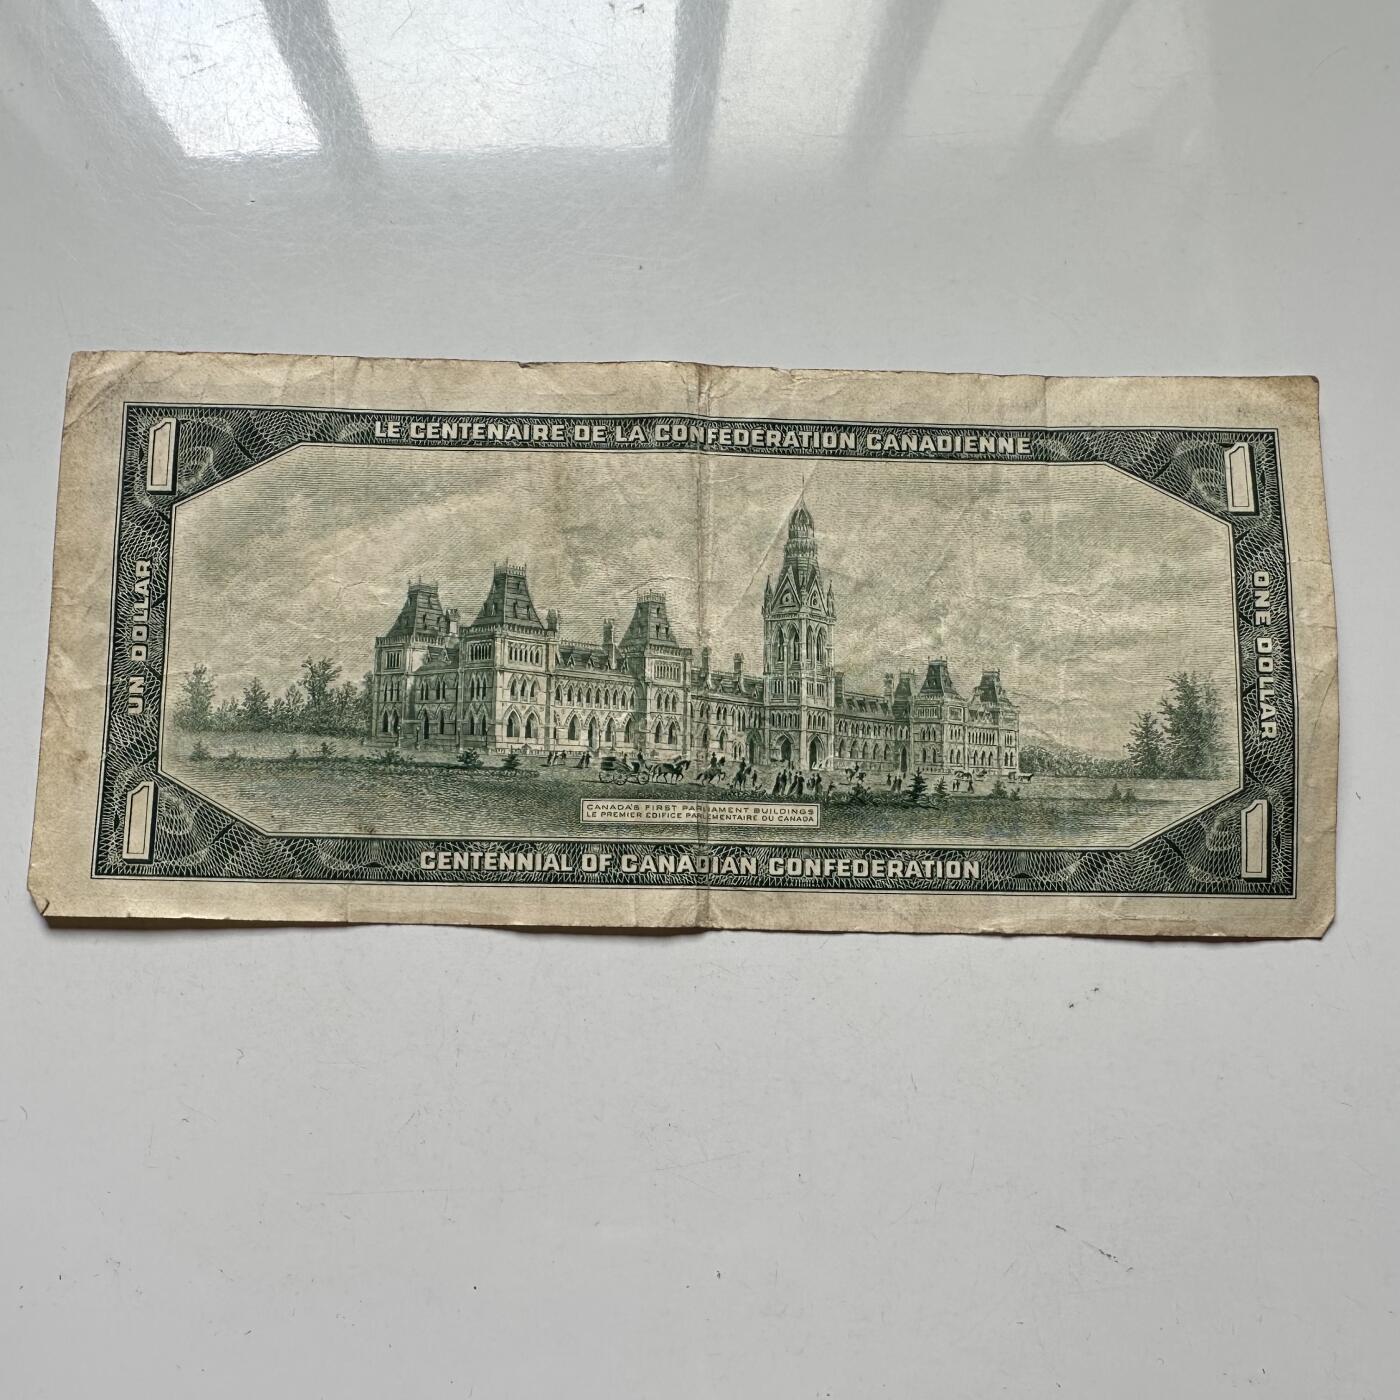 1
LE CENTENAIRE DE LA CONFEDERATION CANADIENNE
1
UN DOLLAR
ONE DOLLAR
CANADA'S FIRST PARLIAMENT BUILDINGS
LE PREMIER EDIFICE PARLEMENTAIRE DU CANADA
1
CENTENNIAL OF CANADIAN CONFEDERATION
1